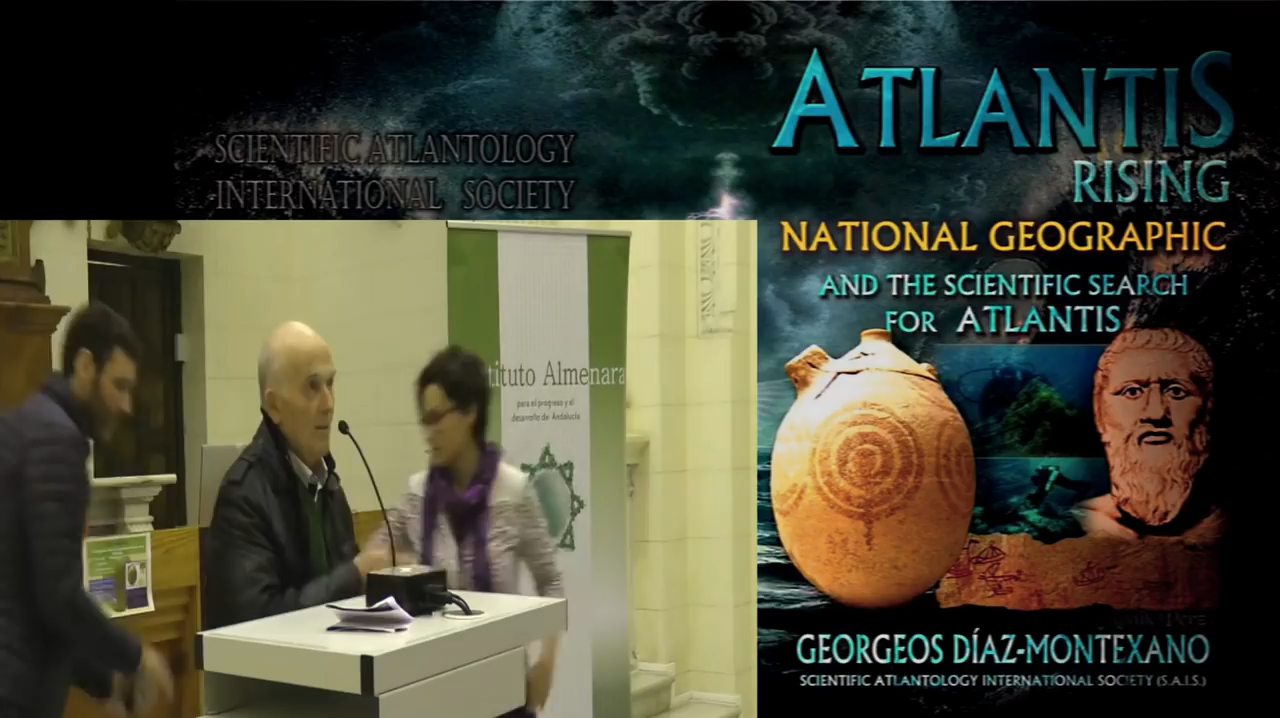 SCIENTIFIC ATLANTOLOGY
INTERNATIONAL SOCIETY
tituto Almenara
para el progreso y el
desarrollo de Andalucía
ATLANTIS
RISING
NATIONAL GEOGRAPHIC
AND THE SCIENTIFIC SEARCH
FOR ATLANTIS
GEORGEOS DÍAZ-MONTEXANO
SCIENTIFIC ATLANTOLOGY INTERNATIONAL SOCIETY (S.A.I.S.)